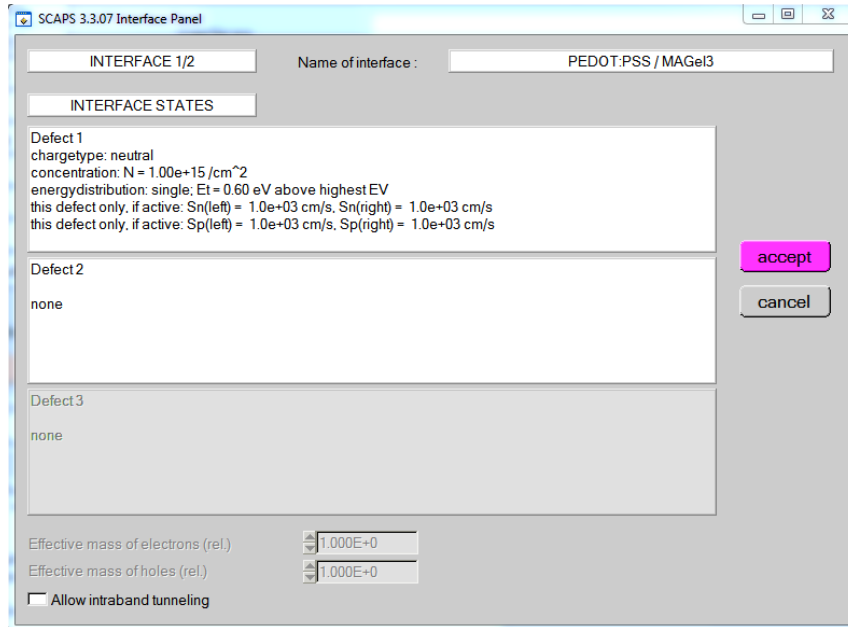 SCAPS 3.3.07 Interface Panel
INTERFACE 1/2
Name of interface :
PEDOT:PSS / MAGeI3
INTERFACE STATES
Defect 1
chargetype: neutral
concentration: N = 1.00e+15 /cm^2
energydistribution: single; Et = 0.60 eV above highest EV
this defect only, if active: Sn(left) = 1.0e+03 cm/s, Sn(right) = 1.0e+03 cm/s
this defect only, if active: Sp(left) = 1.0e+03 cm/s, Sp(right) = 1.0e+03 cm/s
accept
Defect 2
none
cancel
Defect 3
none
Effective mass of electrons (rel.)
1.000E+0
Effective mass of holes (rel.)
1.000E+0
Allow intraband tunneling